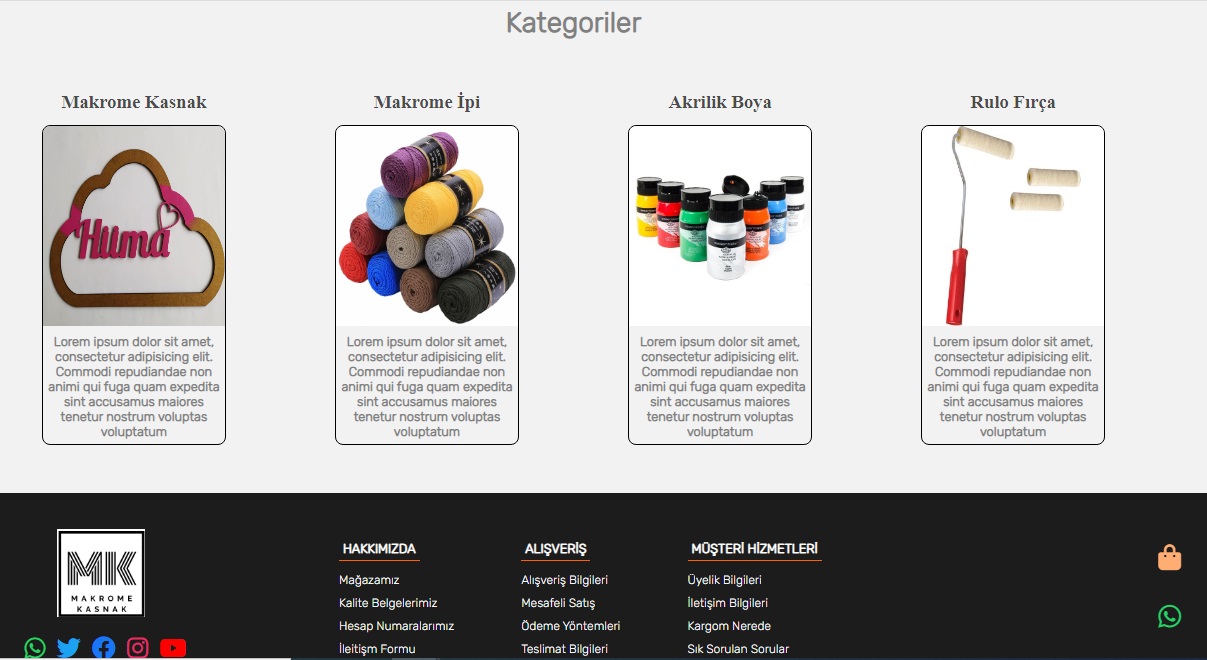 Kategoriler
Makrome Kasnak
Hüma
Lorem ipsum dolor sit amet,
consectetur adipisicing elit.
Commodi repudiandae non
animi qui fuga quam expedita
sint accusamus maiores
tenetur nostrum voluptas
voluptatum
Makrome İpi
Lorem ipsum dolor sit amet,
consectetur adipisicing elit.
Commodi repudiandae non
animi qui fuga quam expedita
sint accusamus maiores
tenetur nostrum voluptas
voluptatum
Akrilik Boya
Lorem ipsum dolor sit amet,
consectetur adipisicing elit.
Commodi repudiandae non
animi qui fuga quam expedita
sint accusamus maiores
tenetur nostrum voluptas
voluptatum
Rulo Fırça
Lorem ipsum dolor sit amet,
consectetur adipisicing elit.
Commodi repudiandae non
animi qui fuga quam expedita
sint accusamus maiores
tenetur nostrum voluptas
voluptatum
MK
MAKROME
KASNAK
HAKKIMIZDA
Mağazamız
Kalite Belgelerimiz
Hesap Numaralarımız
İleitişm Formu
ALIŞVERİŞ
Alışveriş Bilgileri
Mesafeli Satış
Ödeme Yöntemleri
Teslimat Bilgileri
MÜŞTERİ HİZMETLERİ
Üyelik Bilgileri
İletişim Bilgileri
Kargom Nerede
Sık Sorulan Sorular